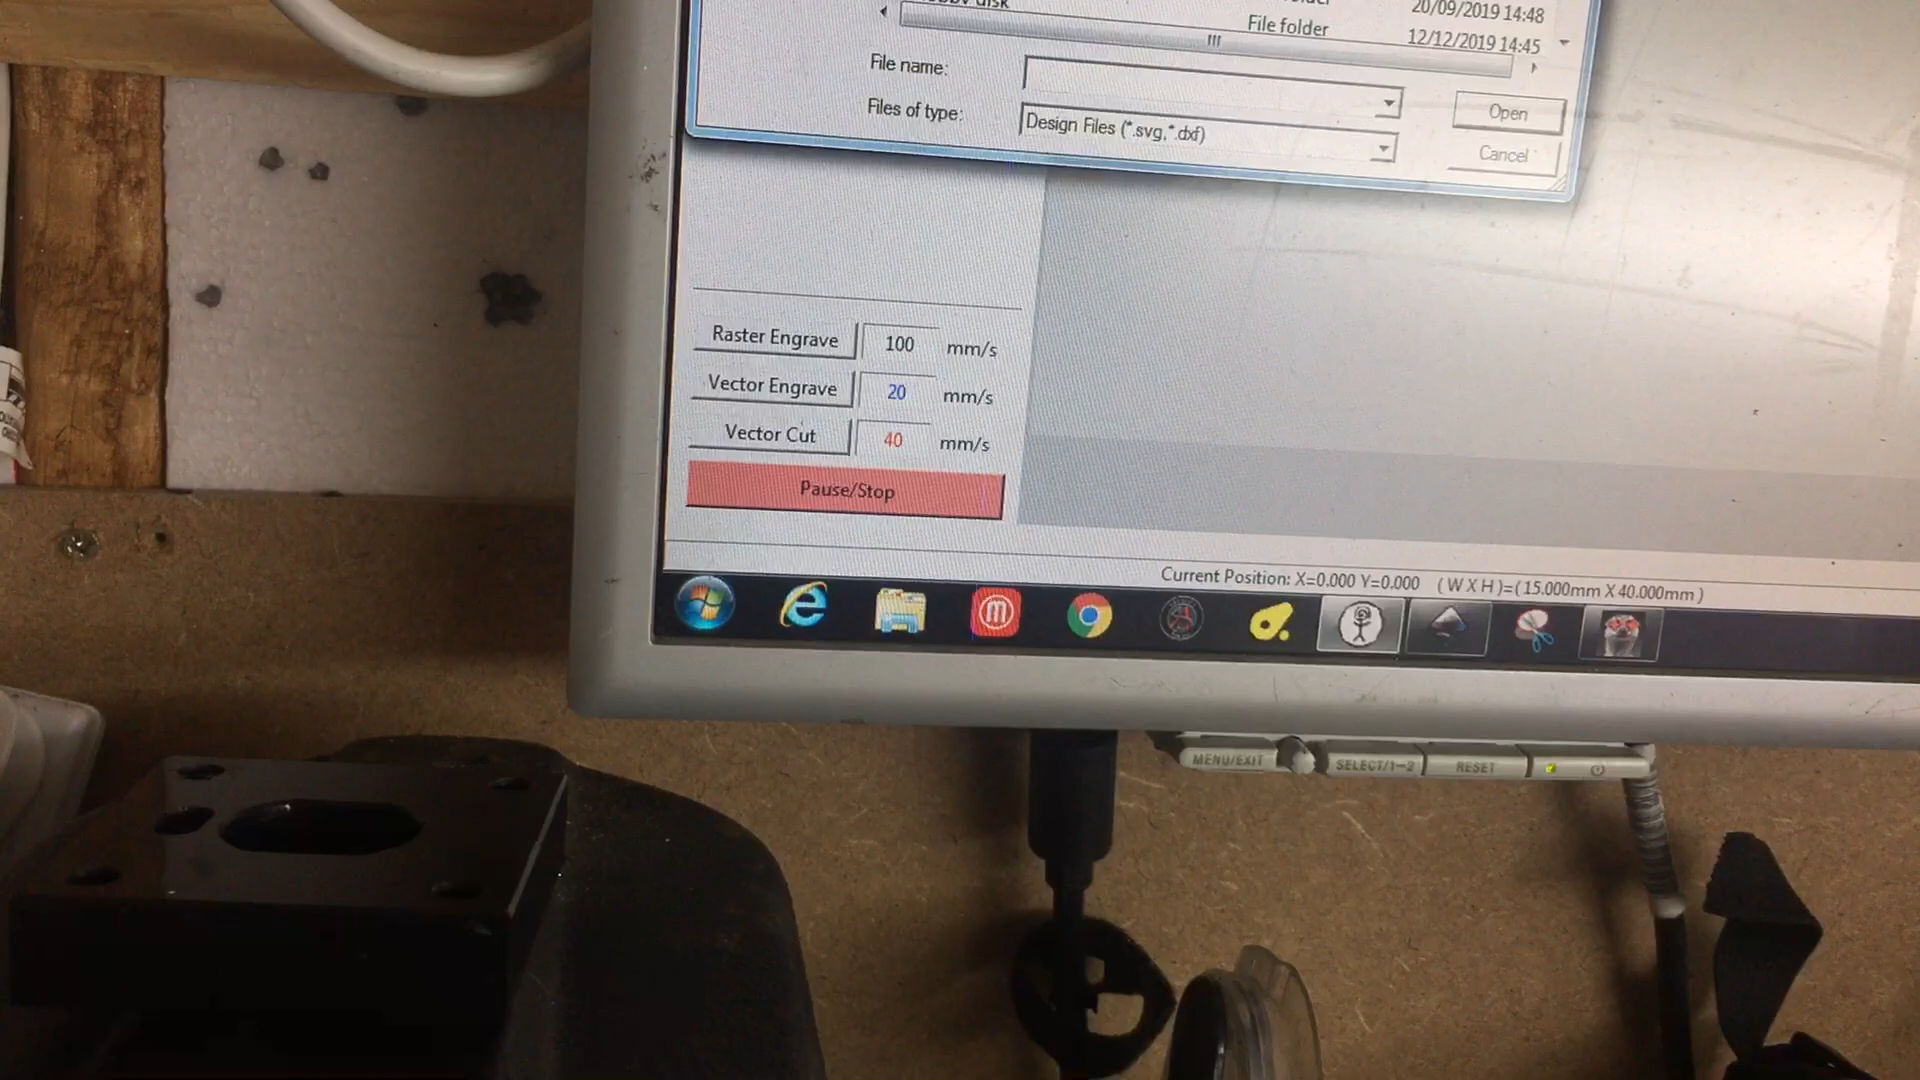 20/09/2019 14:48
File folder
12/12/2019 14:45
File name:
Open
Files of type:
Design Files (*.svg,*.dxf)
Cancel
Raster Engrave 100 mm/s
Vector Engrave 20 mm/s
Vector Cut 40 mm/s
Pause/Stop
Current Position: X=0.000 Y=0.000 ( W X H )=(15.000mm X 40.000mm )
MENU/EXIT
SELECT/1→2
RESET